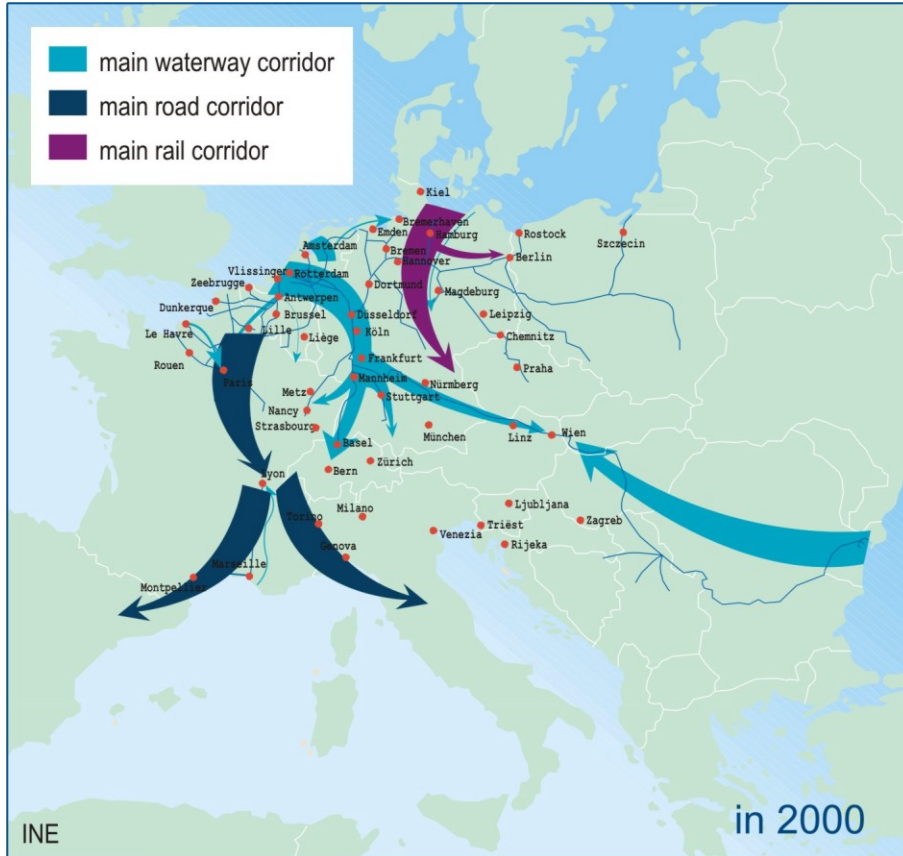 main waterway corridor
main road corridor
main rail corridor
Kiel
Bremerhaven
Emden
Hamburg
Rostock
Szczecin
Amsterdam
Bremen
Hannover
Berlin
Vlissingen
Rotterdam
Zeebrugge
Dortmund
Magdeburg
Dunkerque
Antwerpen
Brussel
Düsseldorf
Leipzig
Le Havre
Lille
Liège
Köln
Chemnitz
Rouen
Paris
Frankfurt
Praha
Mannheim
Nürmberg
Metz
Stuttgart
Nancy
Strasbourg
München
Linz
Wien
Basel
Zürich
Bern
Lyon
Ljubljana
Milano
Torino
Triëst
Zagreb
Venezia
Rijeka
Genova
Marseille
Montpellier
in 2000
INE